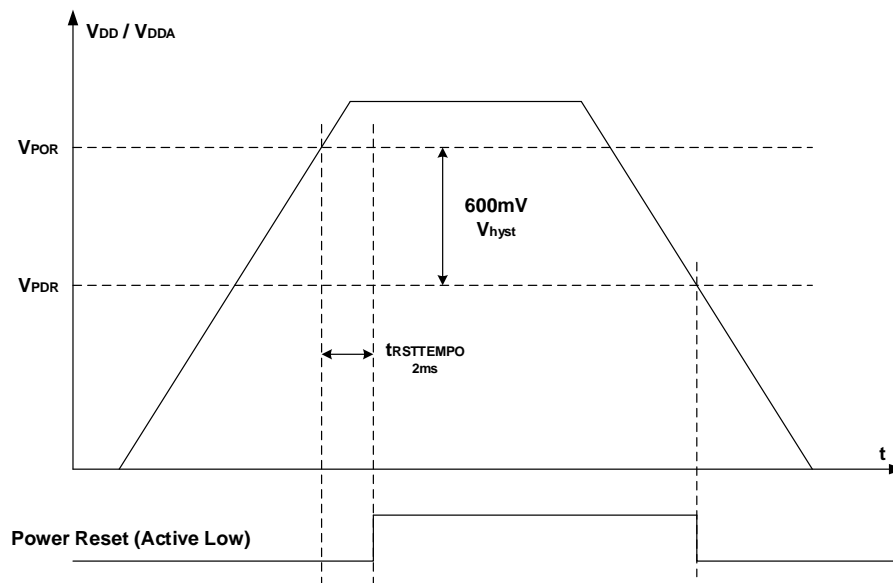 VDD / VDDA
VPOR
600mV
Vhyst
VPDR
tRSTTEMPO
2ms
t
Power Reset (Active Low)